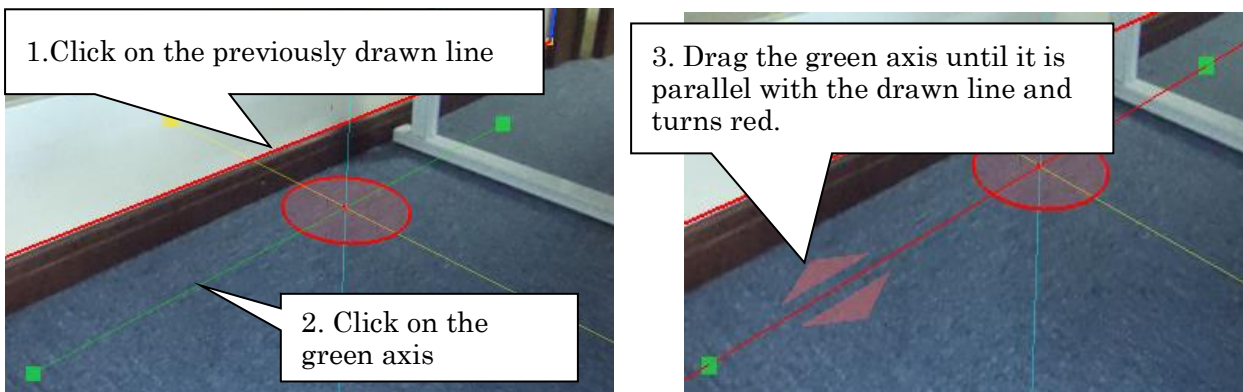 1.Click on the previously drawn line
2. Click on the
green axis
3. Drag the green axis until it is
parallel with the drawn line and
turns red.